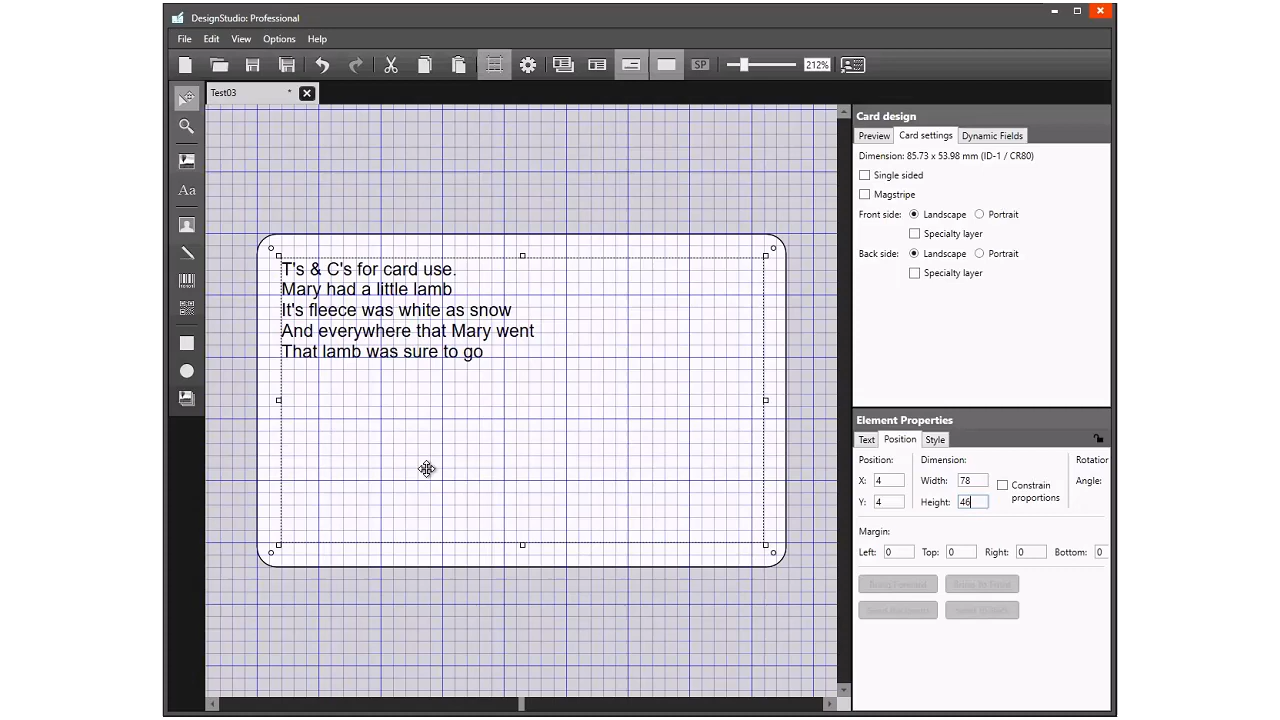 DesignStudio: Professional
File Edit View Options Help
SP 212%
Test03 *
Aa
T's & C's for card use.
Mary had a little lamb
It's fleece was white as snow
And everywhere that Mary went
That lamb was sure to go
Card design
Preview Card settings Dynamic Fields
Dimension: 85.73 x 53.98 mm (ID-1 / CR80)
Single sided
Magstripe
Front side: Landscape Portrait
Specialty layer
Back side: Landscape Portrait
Specialty layer
Element Properties
Text Position Style
Position: Dimension: Rotation
X: 4 Width: 78 Constrain proportions Angle:
Y: 4 Height: 46
Margin:
Left: 0 Top: 0 Right: 0 Bottom: 0